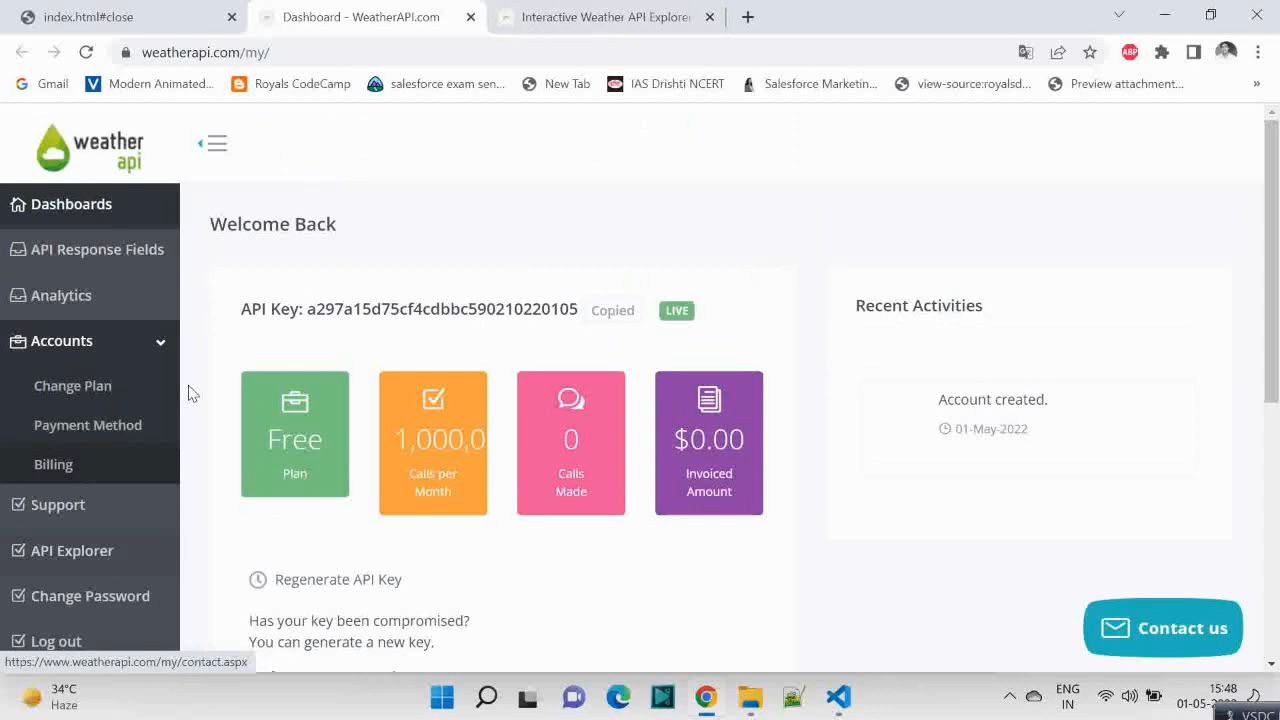 index.html#close
Dashboard - WeatherAPI.com
Interactive Weather API Explorer
weatherapi.com/my/
ABP
Gmail
Modern Animated...
Royals CodeCamp
salesforce exam sen...
New Tab
IAS Drishti NCERT
Salesforce Marketin...
view-source:royalsd...
Preview attachment...
»
weather
api
Dashboards
API Response Fields
Analytics
Accounts
Change Plan
Payment Method
Billing
Support
API Explorer
Change Password
Log out
https://www.weatherapi.com/my/contact.aspx
Welcome Back
API Key: a297a15d75cf4cdbbc590210220105 Copied LIVE
Free
Plan
1,000,0
Calls per
Month
0
Calls
Made
$0.00
Invoiced
Amount
Regenerate API Key
Has your key been compromised?
You can generate a new key.
Recent Activities
Account created.
01-May-2022
Contact us
34°C
Haze
ENG
IN
15:48
01-05-2022
VSDC